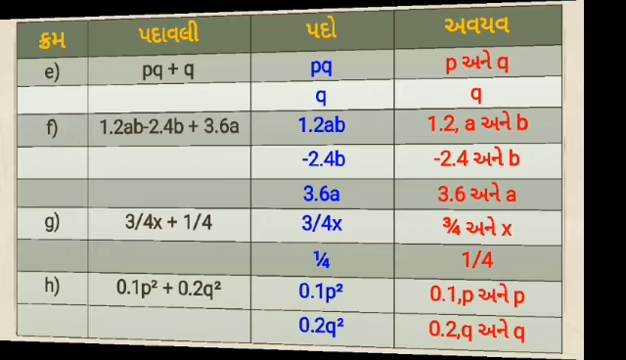 ક્રમ પદાવલી પદો અવયવ
e) pq + q pq p અને q
q q
f) 1.2ab-2.4b + 3.6a 1.2ab 1.2, a અને b
-2.4b -2.4 અને b
3.6a 3.6 અને a
g) 3/4x + 1/4 3/4x ¾ અને x
¼ 1/4
h) 0.1p² + 0.2q² 0.1p² 0.1,p અને p
0.2q² 0.2,q અને q